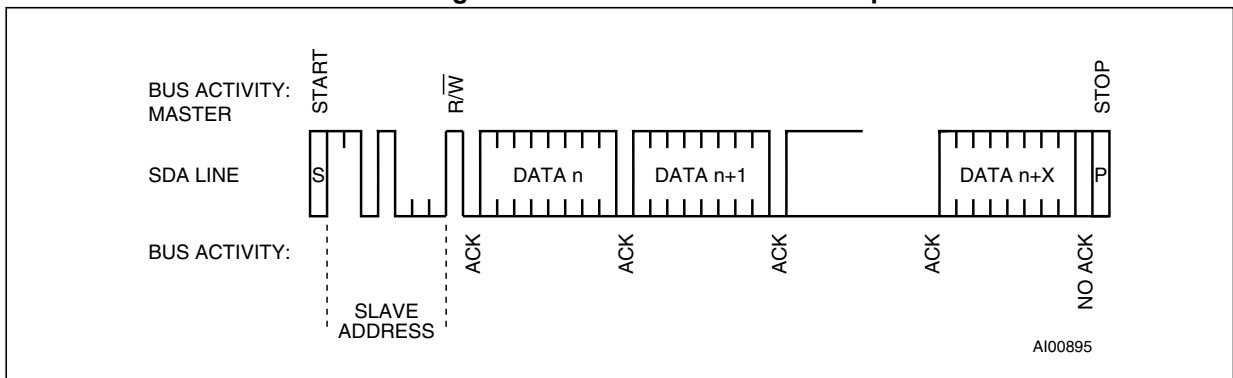 START
R/W
STOP
BUS ACTIVITY:
MASTER
SDA LINE
S
DATA n
DATA n+1
DATA n+X
P
BUS ACTIVITY:
ACK
ACK
ACK
ACK
NO ACK
SLAVE
ADDRESS
AI00895